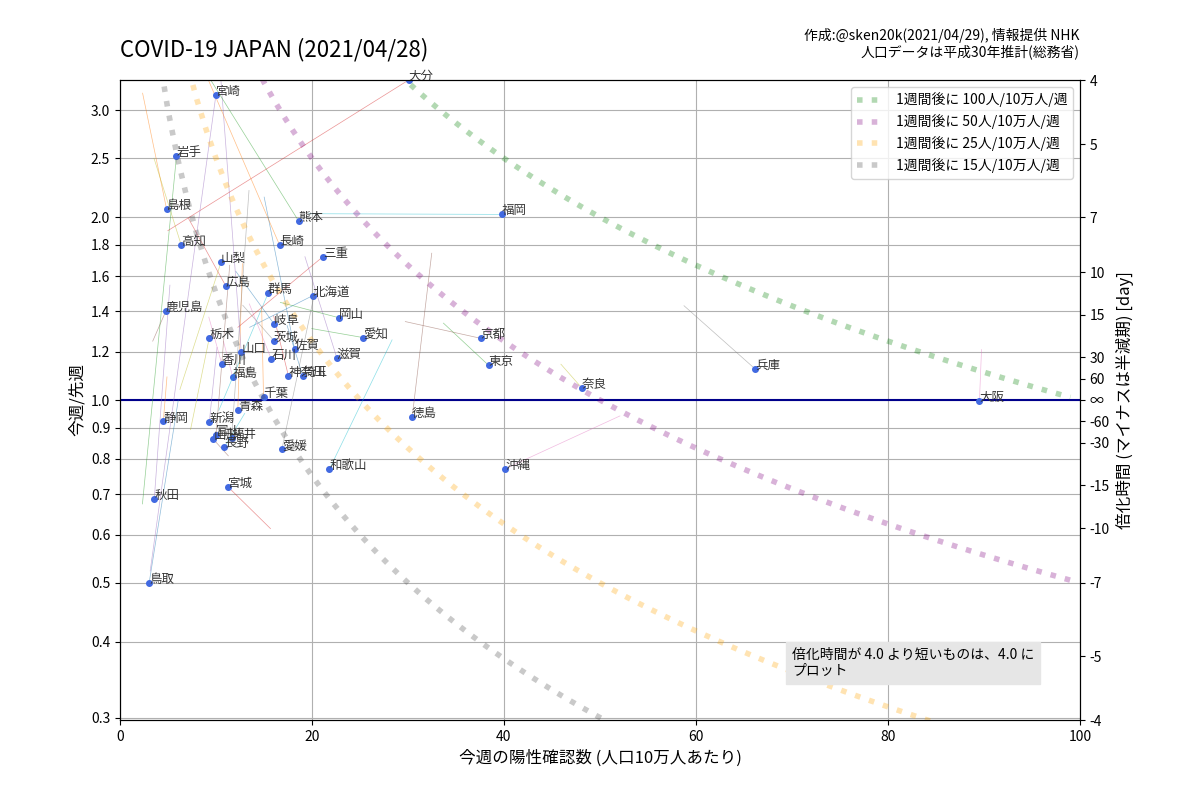 COVID-19 JAPAN (2021/04/28)
作成:@sken20k(2021/04/29), 情報提供 NHK
人口データは平成30年推計(総務省)
1週間後に 100人/10万人/週
1週間後に 50人/10万人/週
1週間後に 25人/10万人/週
1週間後に 15人/10万人/週
大分
宮崎
岩手
島根
熊本
福岡
高知
長崎
三重
山梨
広島
群馬
北海道
鹿児島
岡山
岐阜
栃木
茨城
愛知
京都
佐賀
山口
石川
滋賀
香川
東京
兵庫
福島
奈良
千葉
大阪
青森
静岡
新潟
徳島
長野
愛媛
和歌山
沖縄
宮城
秋田
鳥取
倍化時間が 4.0 より短いものは、4.0 に
プロット
今週/先週
3.0
2.5
2.0
1.8
1.6
1.4
1.2
1.0
0.9
0.8
0.7
0.6
0.5
0.4
0.3
0
20
40
60
80
100
今週の陽性確認数 (人口10万人あたり)
4
5
7
10
15
30
60
∞
-60
-30
-15
-10
-7
-5
-4
倍化時間 (マイナスは半減期) [day]